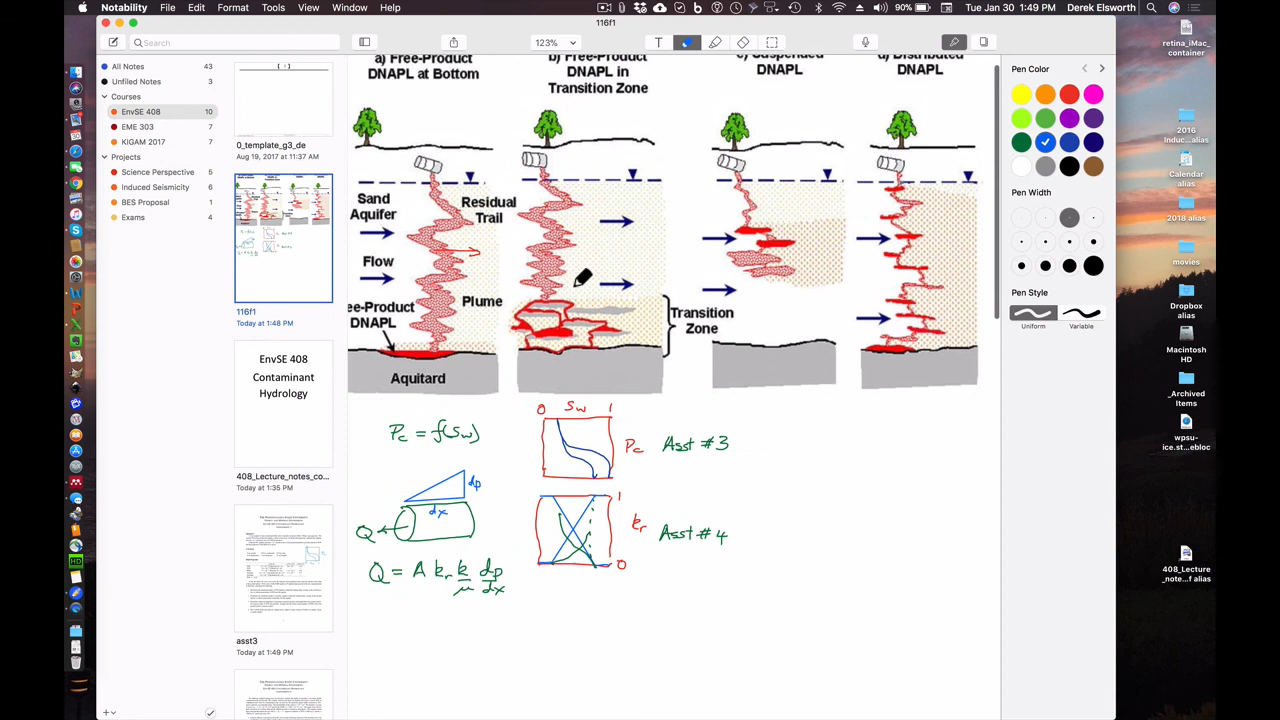 Notability File Edit Format Tools View Window Help
90% Tue Jan 30 1:49 PM Derek Elsworth
116f1
Search
123%
All Notes 43
Unfiled Notes 2
Courses
EnvSE 408 10
EME 303 7
KIGAM 2017 7
Projects
Science Perspective 5
Induced Seismicity 6
BES Proposal 1
Exams 4
0_template_g3_de
Aug 19, 2017 at 11:37 AM
116f1
Today at 1:48 PM
EnvSE 408
Contaminant
Hydrology
408_Lecture_notes_co...
Today at 1:35 PM
asst3
Today at 1:49 PM
a) Free-Product
DNAPL at Bottom
b) Free-Product
DNAPL in
Transition Zone
c) Suspended
DNAPL
d) Distributed
DNAPL
Sand
Aquifer
Residual
Trail
Flow
Plume
ee-Product
DNAPL
Aquitard
Transition
Zone
Pc = f(Sw)
0 Sw 1
Pc
Asst #3
dp
dx
Q
1
kr
0
Asst #4
Q = A kr k/μ dp/dx
Pen Color
Pen Width
Pen Style
Uniform Variable
retina_iMac_
container
2016
Induc...alias
Calendar
alias
2018 alias
movies
Dropbox
alias
Macintosh
HD
_Archived
Items
wpsu-
ice.st...ebloc
408_Lecture
_note...f alias